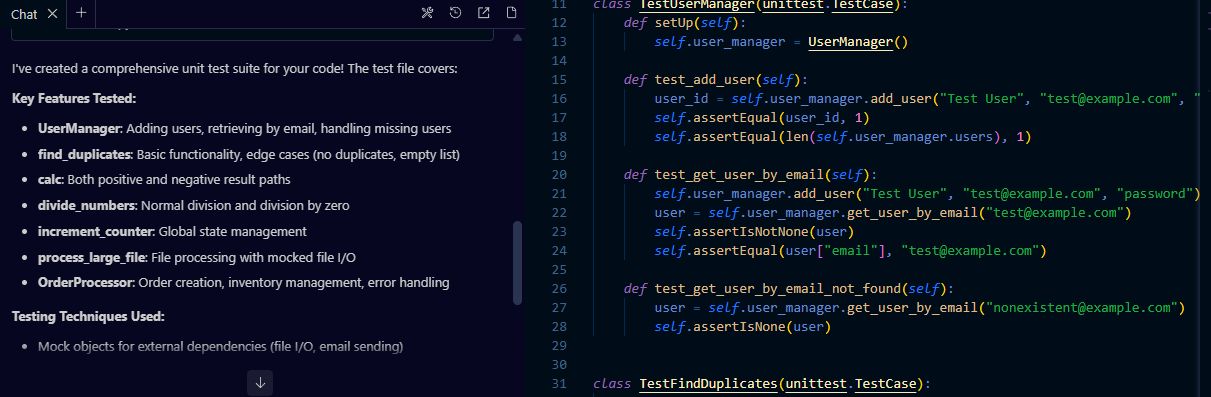 Chat
I've created a comprehensive unit test suite for your code! The test file covers:
Key Features Tested:
UserManager: Adding users, retrieving by email, handling missing users
find_duplicates: Basic functionality, edge cases (no duplicates, empty list)
calc: Both positive and negative result paths
divide_numbers: Normal division and division by zero
increment_counter: Global state management
process_large_file: File processing with mocked file I/O
OrderProcessor: Order creation, inventory management, error handling
Testing Techniques Used:
Mock objects for external dependencies (file I/O, email sending)
11 class TestUserManager(unittest.TestCase):
12     def setUp(self):
13         self.user_manager = UserManager()
14
15     def test_add_user(self):
16         user_id = self.user_manager.add_user("Test User", "test@example.com", "
17         self.assertEqual(user_id, 1)
18         self.assertEqual(len(self.user_manager.users), 1)
19
20     def test_get_user_by_email(self):
21         self.user_manager.add_user("Test User", "test@example.com", "password")
22         user = self.user_manager.get_user_by_email("test@example.com")
23         self.assertIsNotNone(user)
24         self.assertEqual(user["email"], "test@example.com")
25
26     def test_get_user_by_email_not_found(self):
27         user = self.user_manager.get_user_by_email("nonexistent@example.com")
28         self.assertIsNone(user)
29
30
31 class TestFindDuplicates(unittest.TestCase):